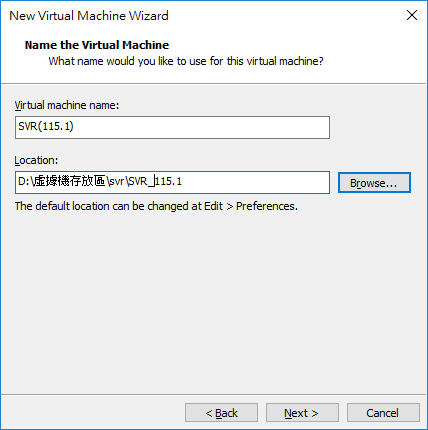 New Virtual Machine Wizard
Name the Virtual Machine
What name would you like to use for this virtual machine?
Virtual machine name:
SVR(115.1)
Location:
D:\虛據機存放區\svr\SVR_115.1
Browse...
The default location can be changed at Edit > Preferences.
< Back
Next >
Cancel